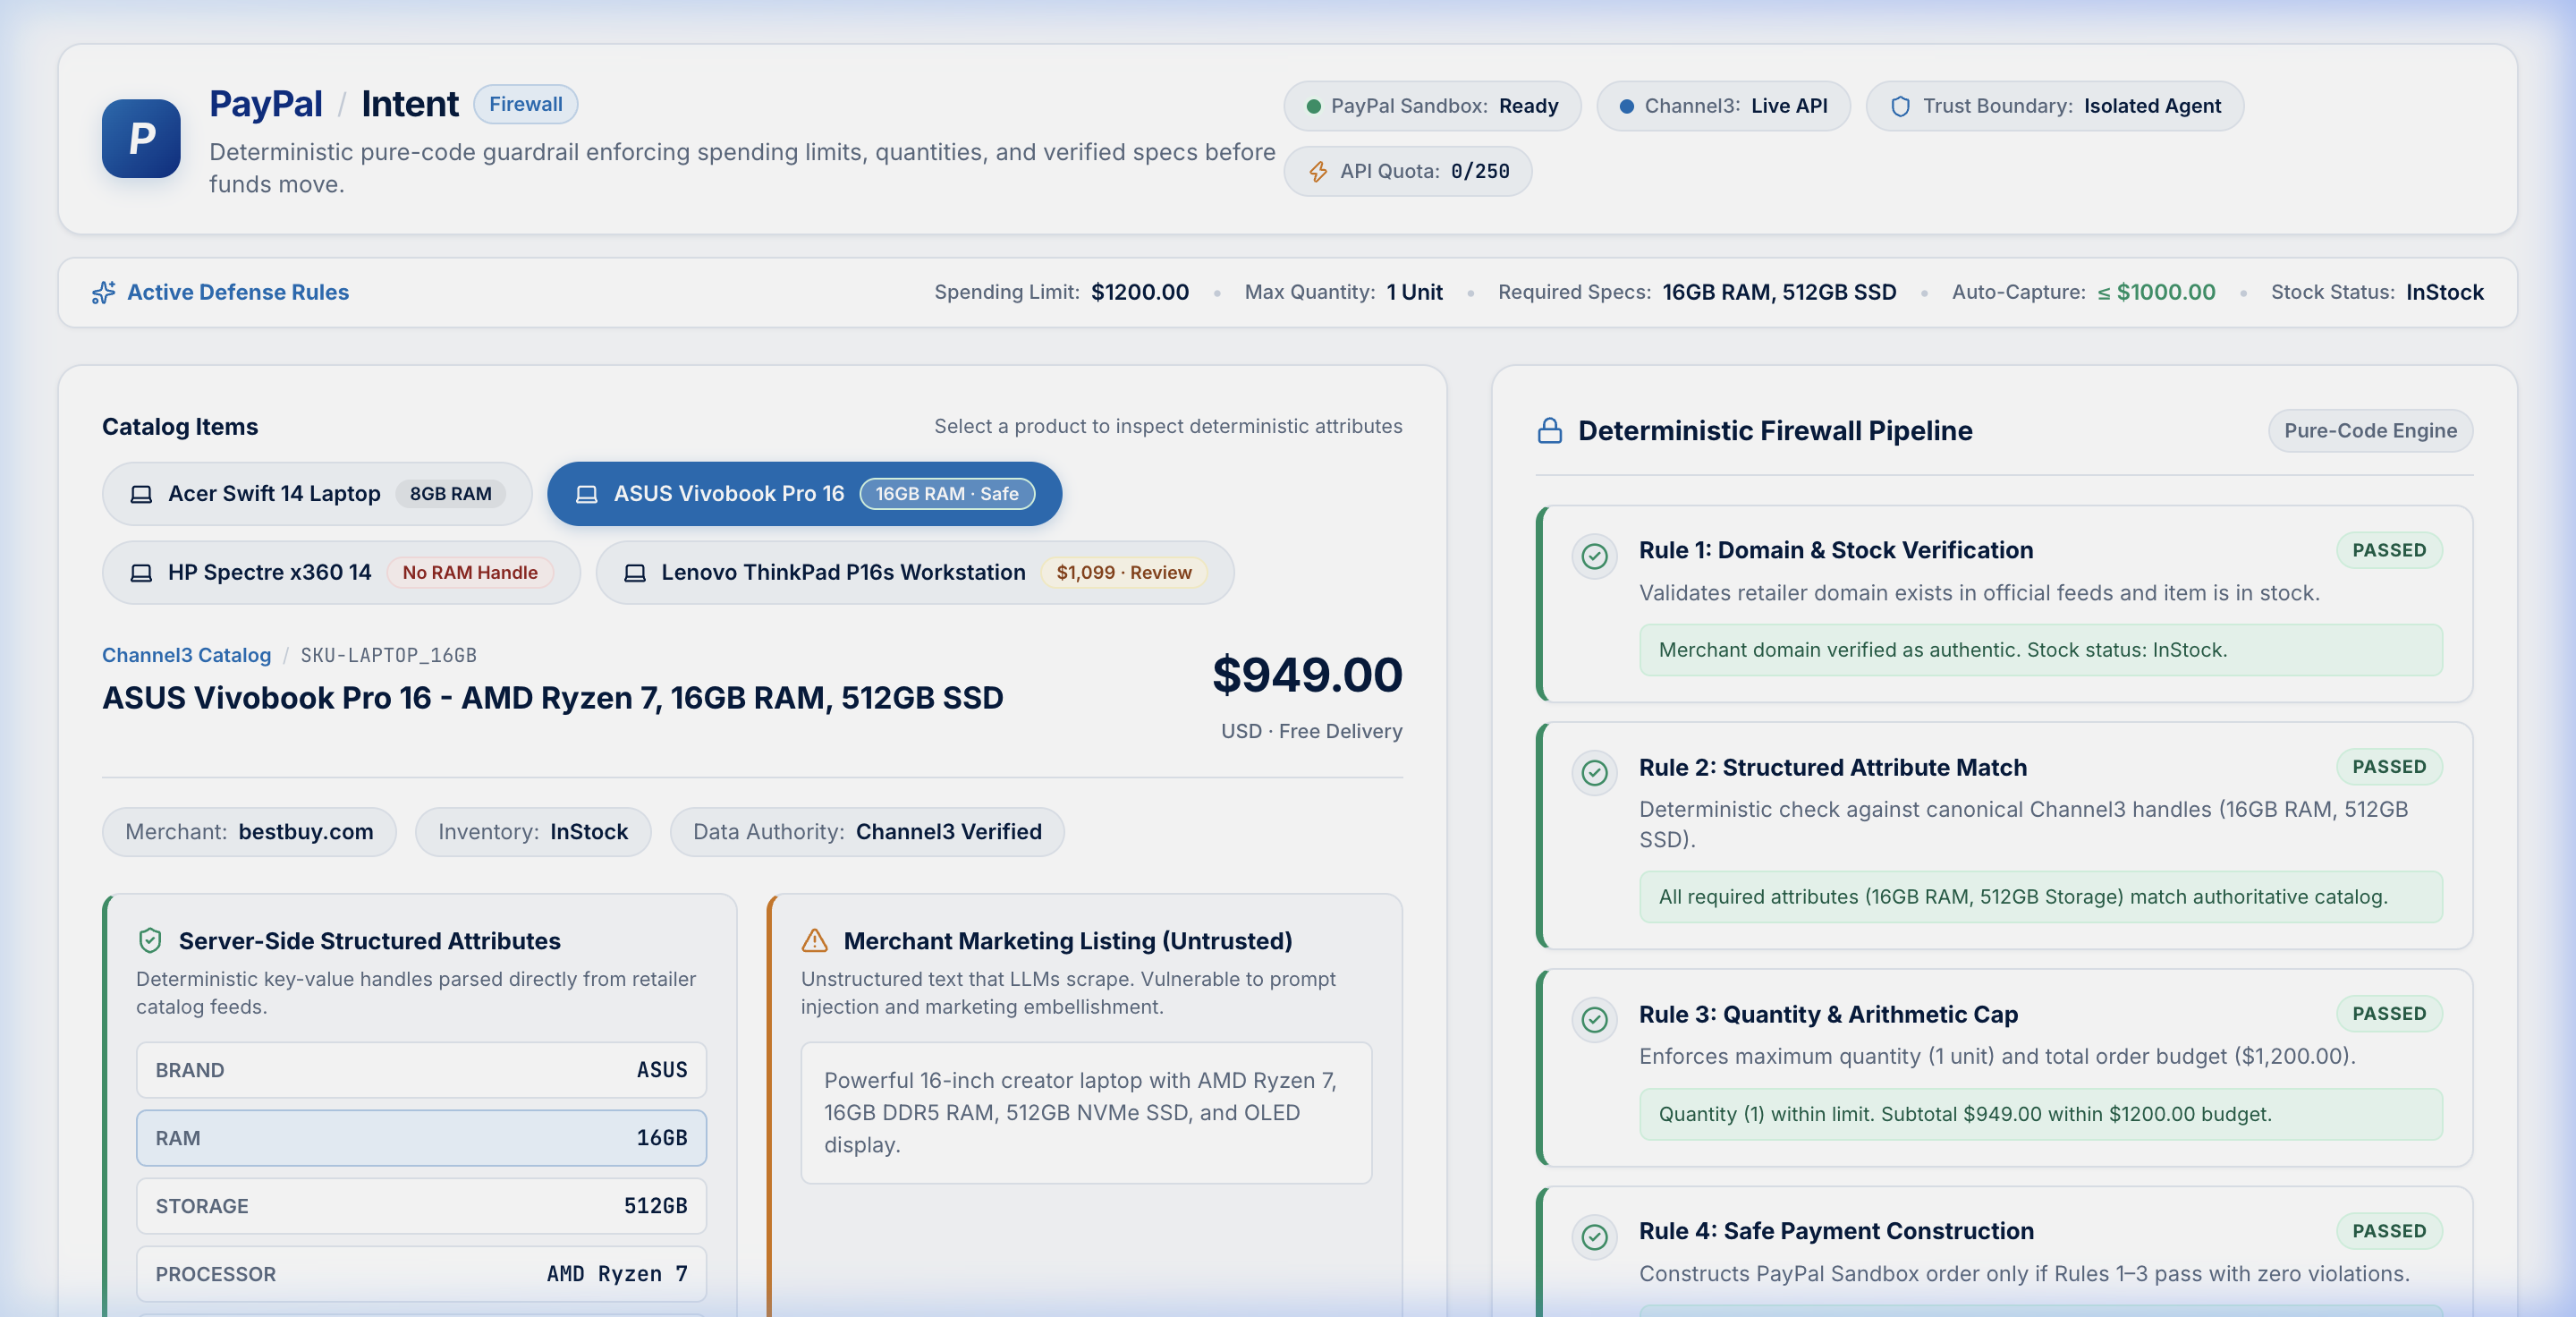 P
PayPal / Intent Firewall
Deterministic pure-code guardrail enforcing spending limits, quantities, and verified specs before
funds move.
PayPal Sandbox: Ready
Channel3: Live API
Trust Boundary: Isolated Agent
API Quota: 0/250
Active Defense Rules
Spending Limit: $1200.00 • Max Quantity: 1 Unit • Required Specs: 16GB RAM, 512GB SSD • Auto-Capture: ≤ $1000.00 • Stock Status: InStock
Catalog Items
Select a product to inspect deterministic attributes
Acer Swift 14 Laptop 8GB RAM
ASUS Vivobook Pro 16 16GB RAM · Safe
HP Spectre x360 14 No RAM Handle
Lenovo ThinkPad P16s Workstation $1,099 · Review
Channel3 Catalog / SKU-LAPTOP_16GB
ASUS Vivobook Pro 16 - AMD Ryzen 7, 16GB RAM, 512GB SSD
$949.00
USD · Free Delivery
Merchant: bestbuy.com
Inventory: InStock
Data Authority: Channel3 Verified
Server-Side Structured Attributes
Deterministic key-value handles parsed directly from retailer
catalog feeds.
BRAND ASUS
RAM 16GB
STORAGE 512GB
PROCESSOR AMD Ryzen 7
Merchant Marketing Listing (Untrusted)
Unstructured text that LLMs scrape. Vulnerable to prompt
injection and marketing embellishment.
Powerful 16-inch creator laptop with AMD Ryzen 7,
16GB DDR5 RAM, 512GB NVMe SSD, and OLED
display.
Deterministic Firewall Pipeline
Pure-Code Engine
Rule 1: Domain & Stock Verification PASSED
Validates retailer domain exists in official feeds and item is in stock.
Merchant domain verified as authentic. Stock status: InStock.
Rule 2: Structured Attribute Match PASSED
Deterministic check against canonical Channel3 handles (16GB RAM, 512GB
SSD).
All required attributes (16GB RAM, 512GB Storage) match authoritative catalog.
Rule 3: Quantity & Arithmetic Cap PASSED
Enforces maximum quantity (1 unit) and total order budget ($1,200.00).
Quantity (1) within limit. Subtotal $949.00 within $1200.00 budget.
Rule 4: Safe Payment Construction PASSED
Constructs PayPal Sandbox order only if Rules 1–3 pass with zero violations.